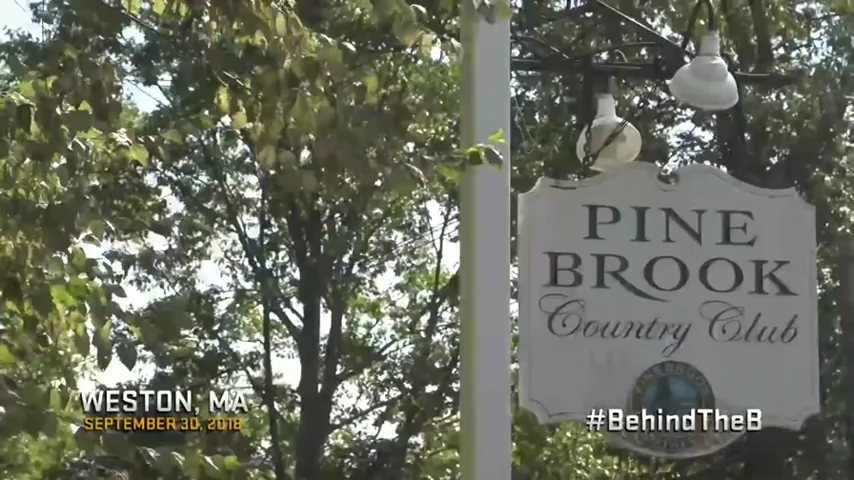 PINE
BROOK
Country Club
WESTON, MA
SEPTEMBER 30, 2018
#BehindTheB